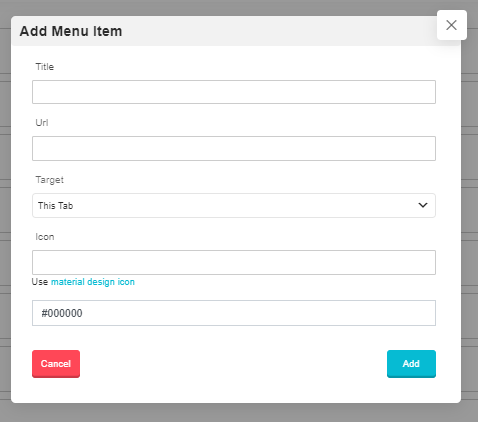 Add Menu Item
Title
Url
Target
This Tab
Icon
Use material design icon
#000000
Cancel
Add